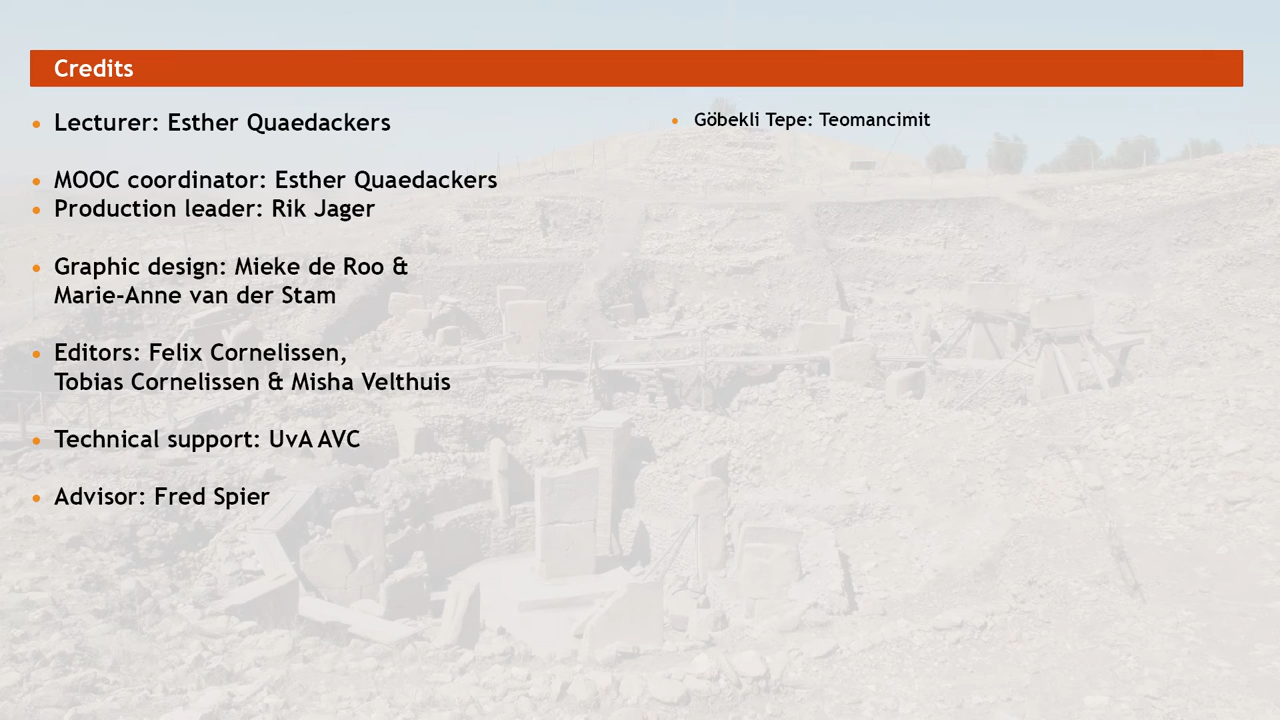 Credits
Lecturer: Esther Quaedackers
MOOC coordinator: Esther Quaedackers
Production leader: Rik Jager
Graphic design: Mieke de Roo &
Marie-Anne van der Stam
Editors: Felix Cornelissen,
Tobias Cornelissen & Misha Velthuis
Technical support: UvA AVC
Advisor: Fred Spier
Göbekli Tepe: Teomancimit